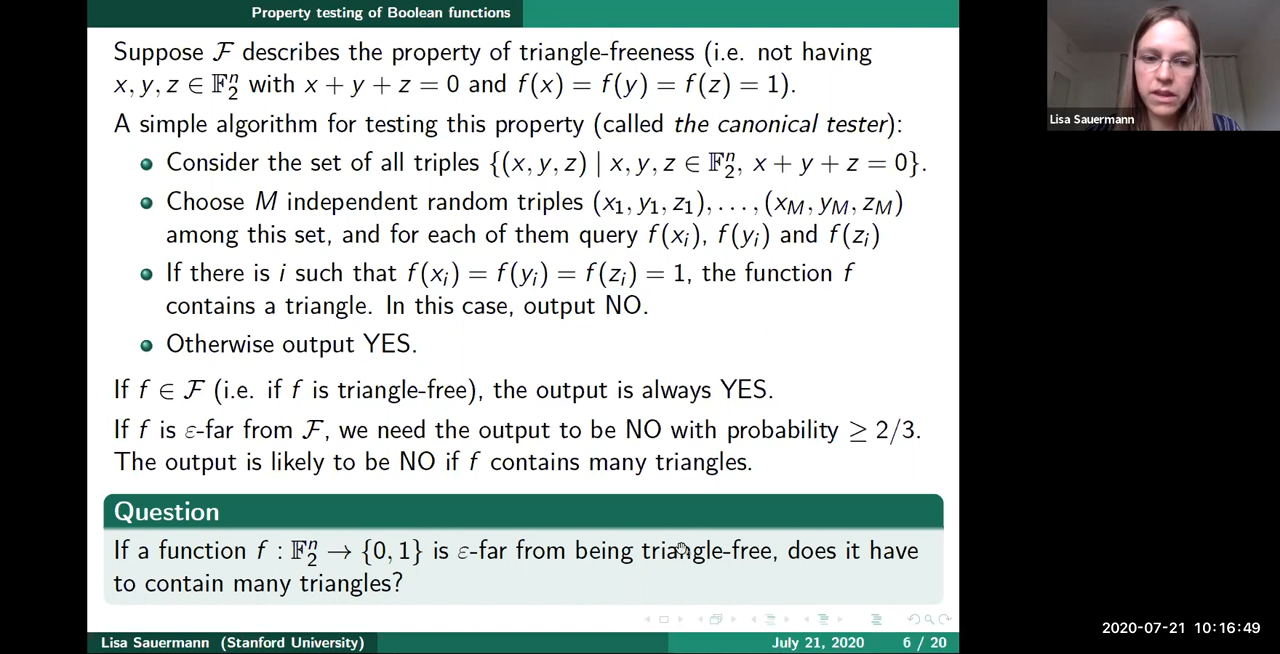 Property testing of Boolean functions
Suppose ℱ describes the property of triangle-freeness (i.e. not having
x, y, z ∈ 𝔽₂ⁿ with x + y + z = 0 and f(x) = f(y) = f(z) = 1).
A simple algorithm for testing this property (called the canonical tester):
Consider the set of all triples {(x, y, z) | x, y, z ∈ 𝔽₂ⁿ, x + y + z = 0}.
Choose M independent random triples (x₁, y₁, z₁), . . . , (x_M, y_M, z_M)
among this set, and for each of them query f(xᵢ), f(yᵢ) and f(zᵢ)
If there is i such that f(xᵢ) = f(yᵢ) = f(zᵢ) = 1, the function f
contains a triangle. In this case, output NO.
Otherwise output YES.
If f ∈ ℱ (i.e. if f is triangle-free), the output is always YES.
If f is ε-far from ℱ, we need the output to be NO with probability ≥ 2/3.
The output is likely to be NO if f contains many triangles.
Question
If a function f : 𝔽₂ⁿ → {0, 1} is ε-far from being triangle-free, does it have
to contain many triangles?
Lisa Sauermann (Stanford University)
July 21, 2020
6 / 20
Lisa Sauermann
2020-07-21 10:16:49